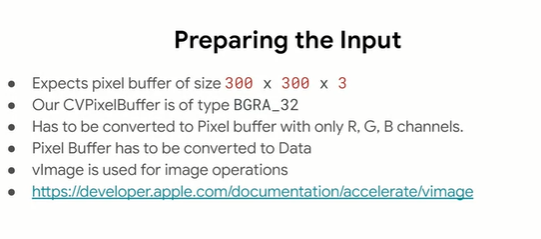 Preparing the Input
● Expects pixel buffer of size 300 x 300 x 3
● Our CVPixelBuffer is of type BGRA_32
● Has to be converted to Pixel buffer with only R, G, B channels.
● Pixel Buffer has to be converted to Data
● vImage is used for image operations
● https://developer.apple.com/documentation/accelerate/vimage